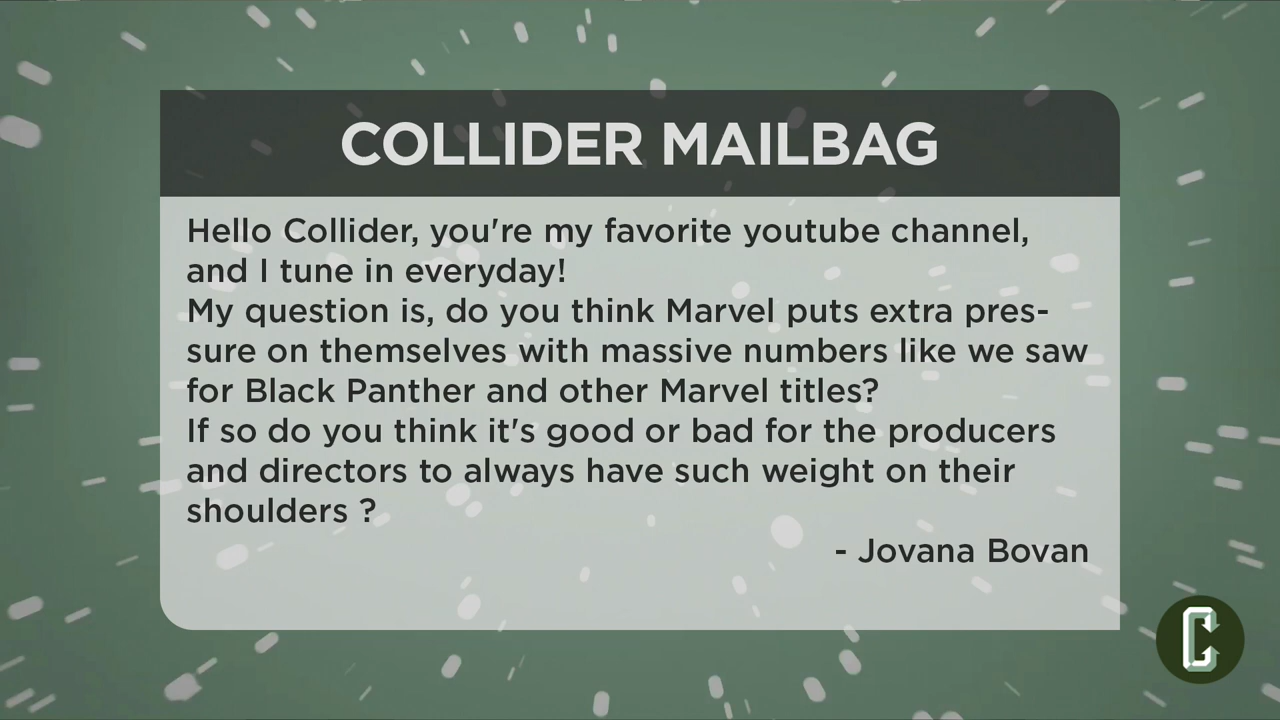 COLLIDER MAILBAG
Hello Collider, you're my favorite youtube channel,
and I tune in everyday!
My question is, do you think Marvel puts extra pres-
sure on themselves with massive numbers like we saw
for Black Panther and other Marvel titles?
If so do you think it's good or bad for the producers
and directors to always have such weight on their
shoulders ?
- Jovana Bovan
C